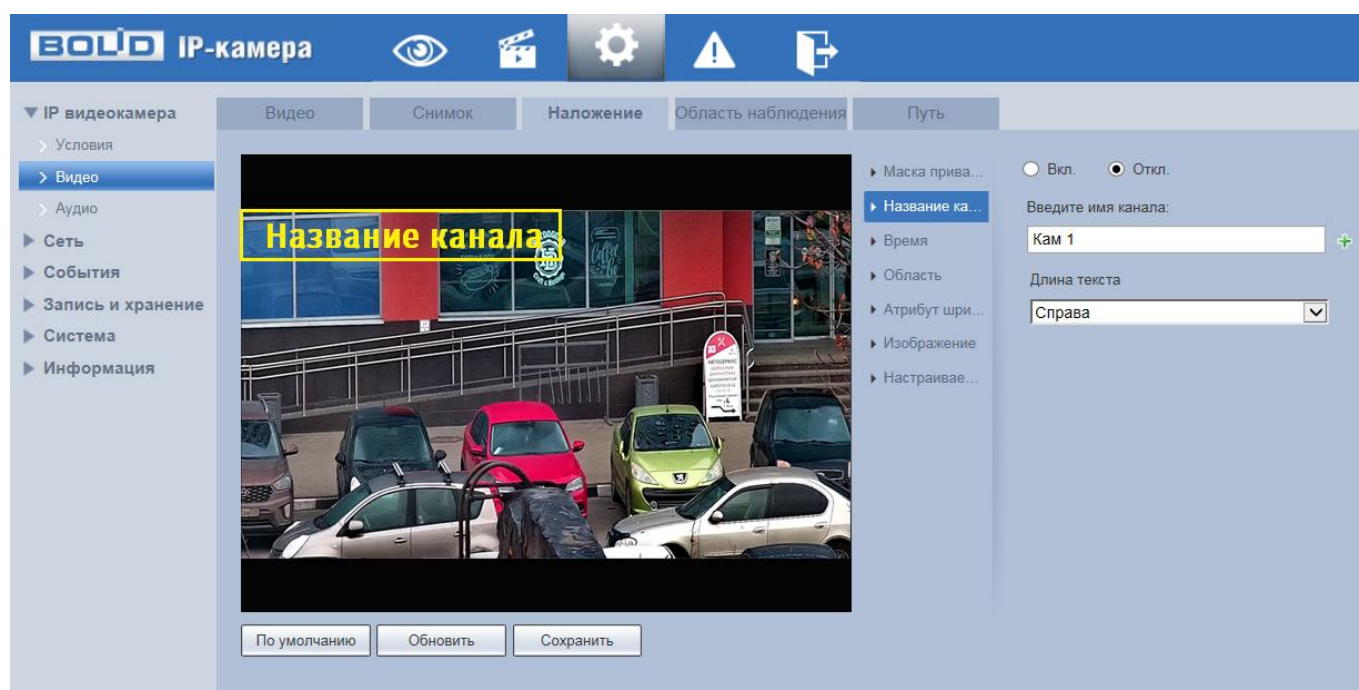 BOLID IP-камера
IP видеокамера
Условия
Видео
Аудио
Сеть
События
Запись и хранение
Система
Информация
Видео
Снимок
Наложение
Область наблюдения
Путь
Название канала
АВТОСЕРВИС
Маска прива...
Название ка...
Время
Область
Атрибут шри...
Изображение
Настраивае...
Вкл.
Откл.
Введите имя канала:
Кам 1
Длина текста
Справа
По умолчанию
Обновить
Сохранить